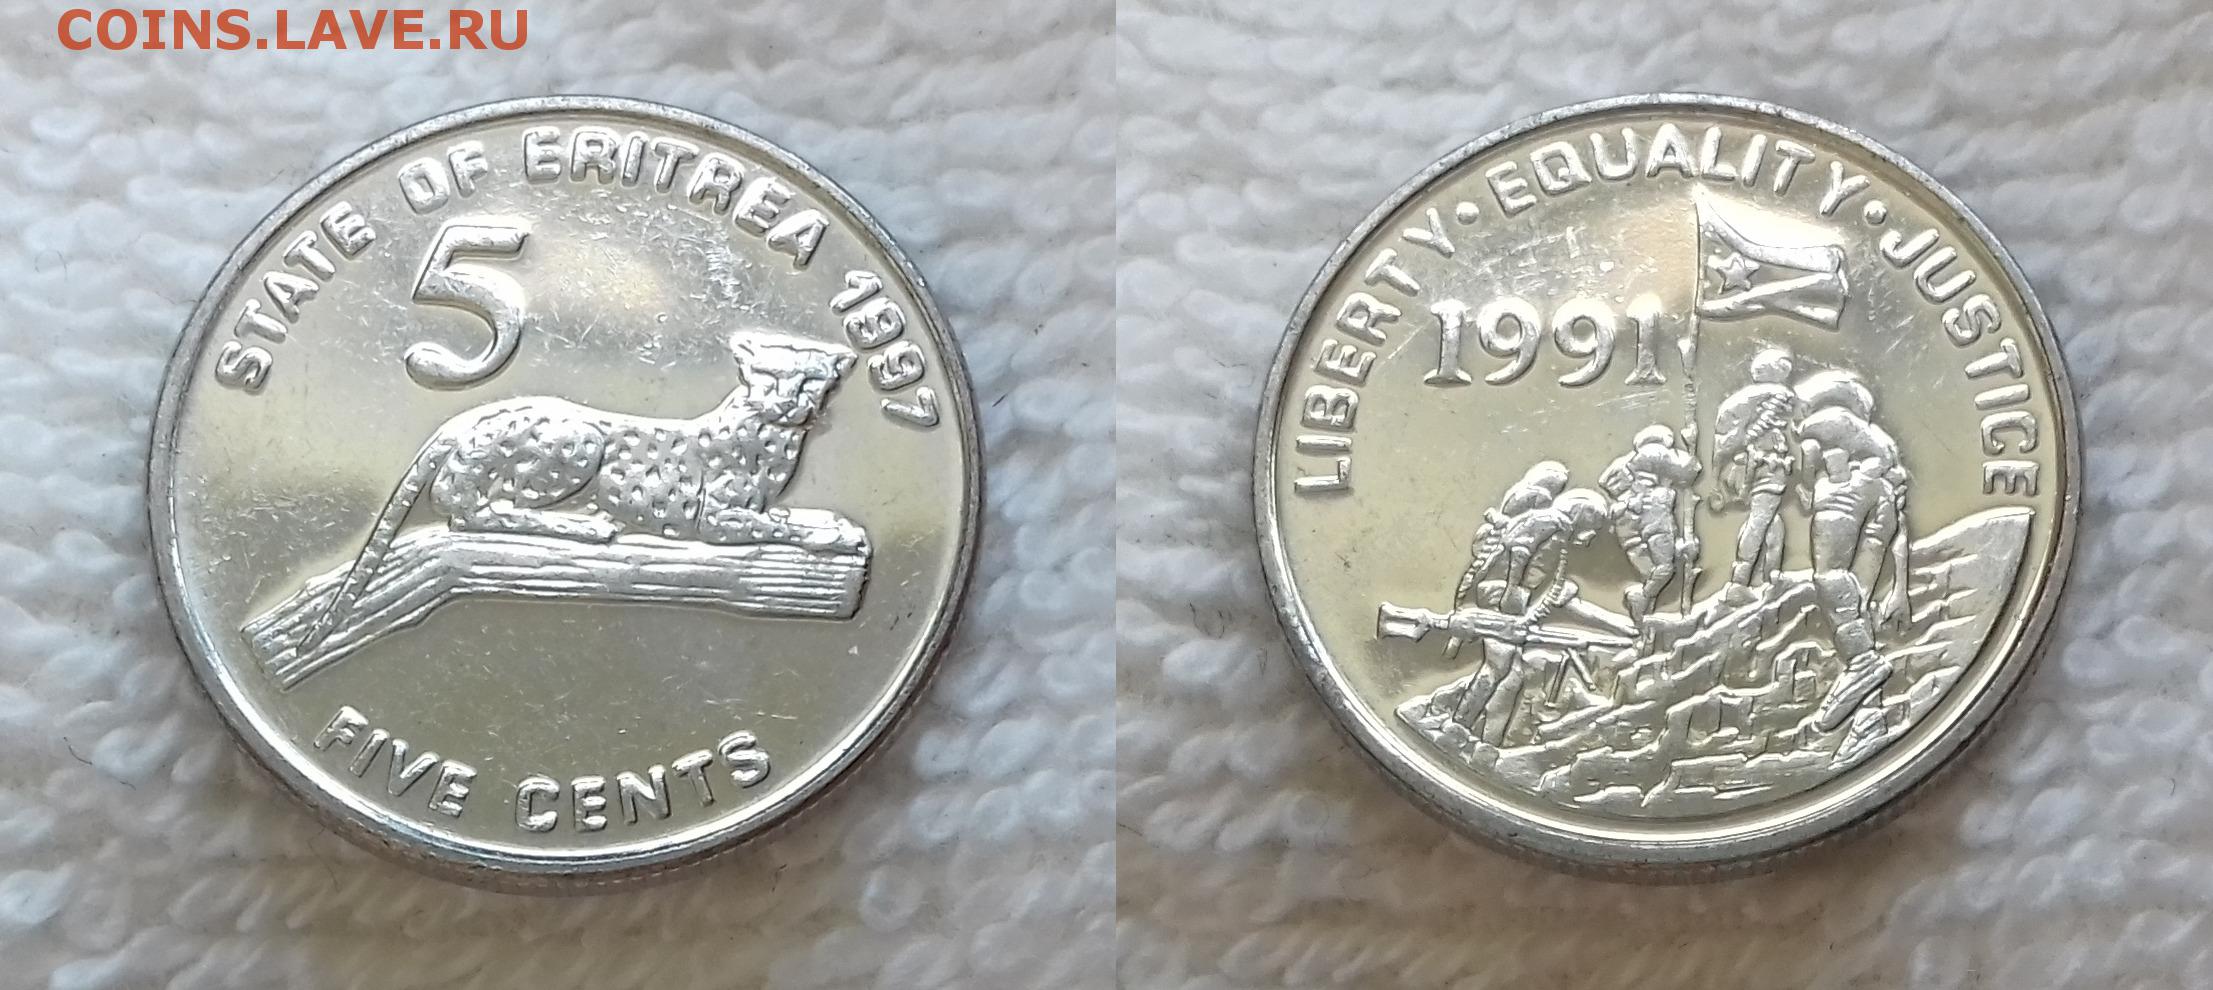 COINS.LAVE.RU
STATE OF ERITREA 1997
5
FIVE CENTS
LIBERTY · EQUALITY · JUSTICE
1991